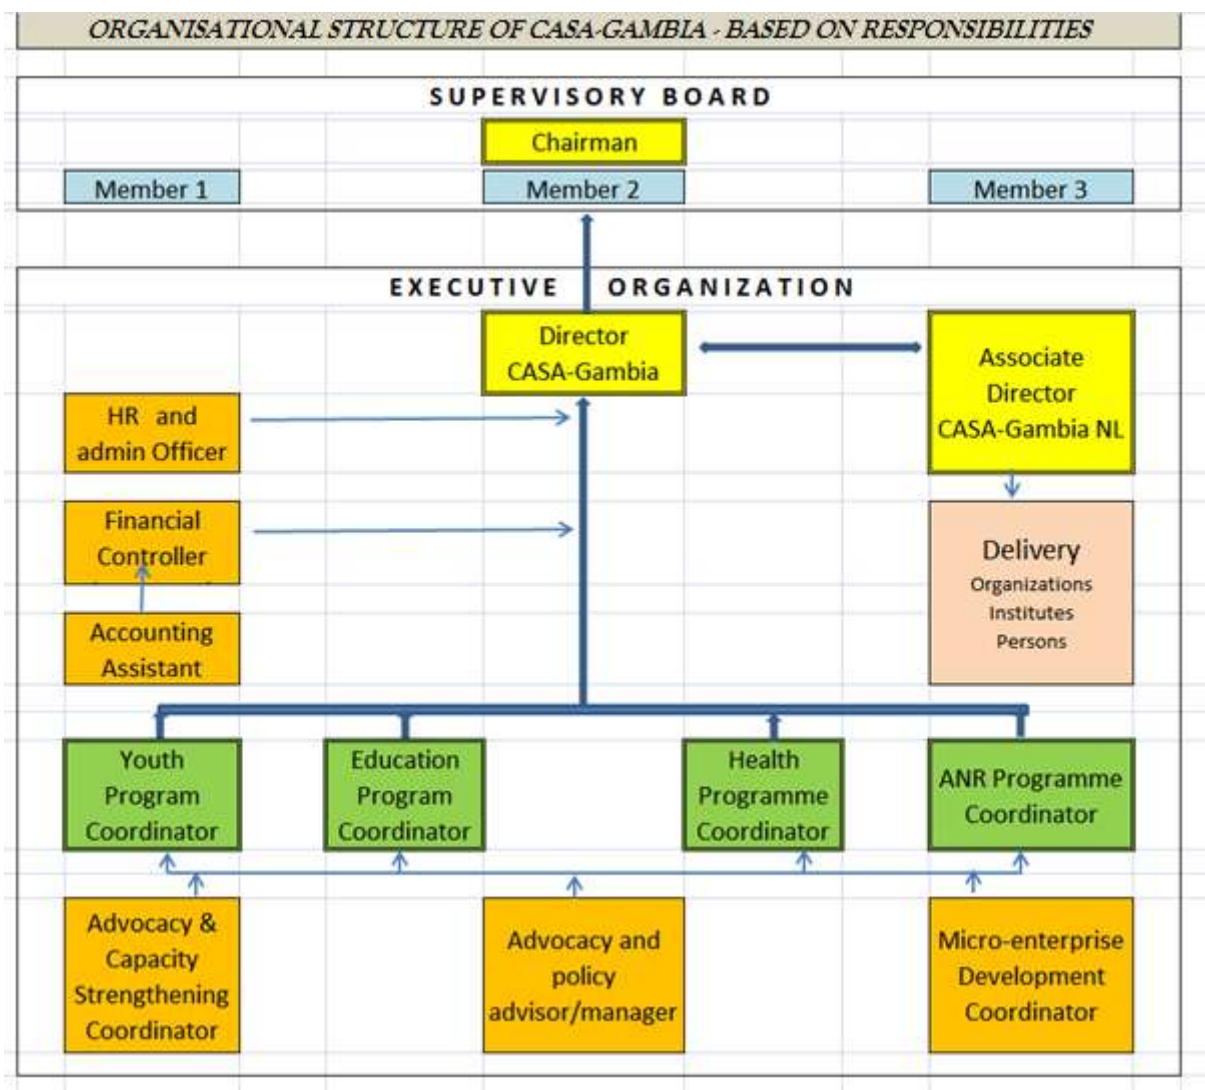 ORGANISATIONAL STRUCTURE OF CASA-GAMBIA - BASED ON RESPONSIBILITIES
SUPERVISORY BOARD
Chairman
Member 1
Member 2
Member 3
EXECUTIVE ORGANIZATION
Director
CASA-Gambia
Associate
Director
CASA-Gambia NL
HR and
admin Officer
Financial
Controller
Accounting
Assistant
Delivery
Organizations
Institutes
Persons
Youth
Program
Coordinator
Education
Program
Coordinator
Health
Programme
Coordinator
ANR Programme
Coordinator
Advocacy &
Capacity
Strengthening
Coordinator
Advocacy and
policy
advisor/manager
Micro-enterprise
Development
Coordinator